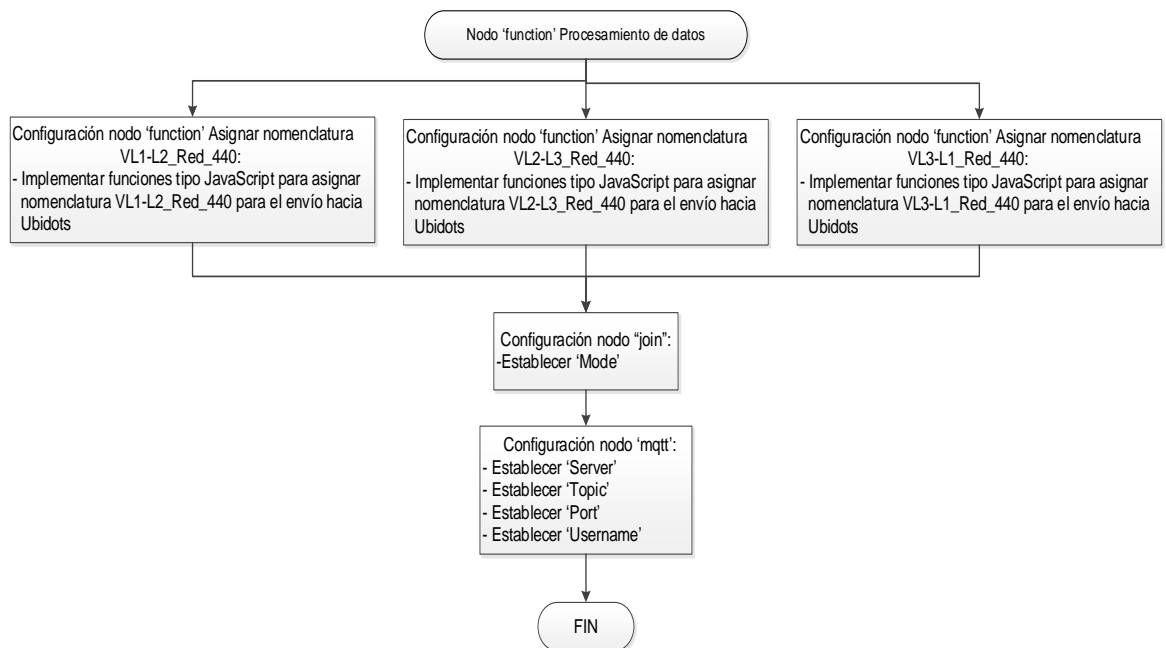 Nodo ‘function’ Procesamiento de datos
Configuración nodo ‘function’ Asignar nomenclatura
VL1-L2_Red_440:
- Implementar funciones tipo JavaScript para asignar
nomenclatura VL1-L2_Red_440 para el envío hacia
Ubidots
Configuración nodo ‘function’ Asignar nomenclatura
VL2-L3_Red_440:
- Implementar funciones tipo JavaScript para asignar
nomenclatura VL2-L3_Red_440 para el envío hacia
Ubidots
Configuración nodo ‘function’ Asignar nomenclatura
VL3-L1_Red_440:
- Implementar funciones tipo JavaScript para asignar
nomenclatura VL3-L1_Red_440 para el envío hacia
Ubidots
Configuración nodo “join”:
-Establecer ‘Mode’
Configuración nodo ‘mqtt’:
- Establecer ‘Server’
- Establecer ‘Topic’
- Establecer ‘Port’
- Establecer ‘Username’
FIN